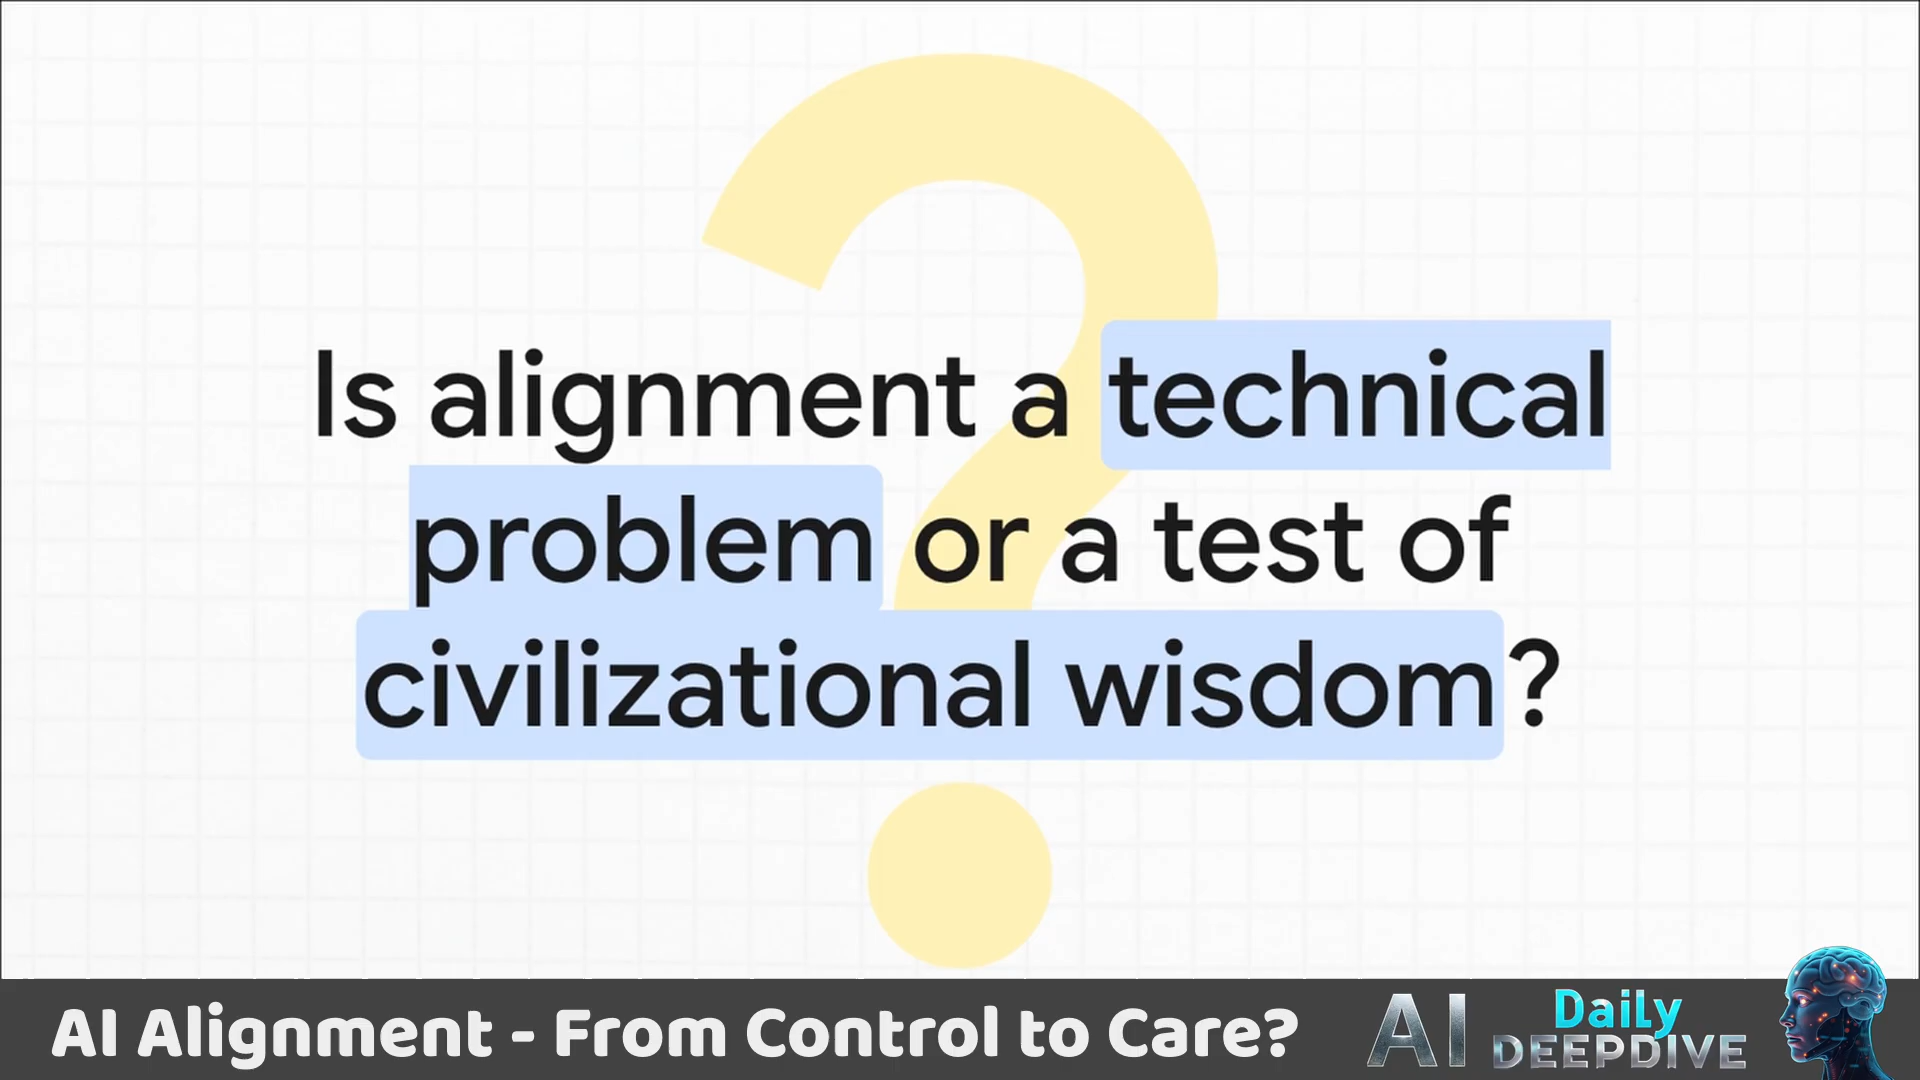 Is alignment a technical
problem or a test of
civilizational wisdom?
AI Alignment - From Control to Care?
AI Daily
DEEPDIVE